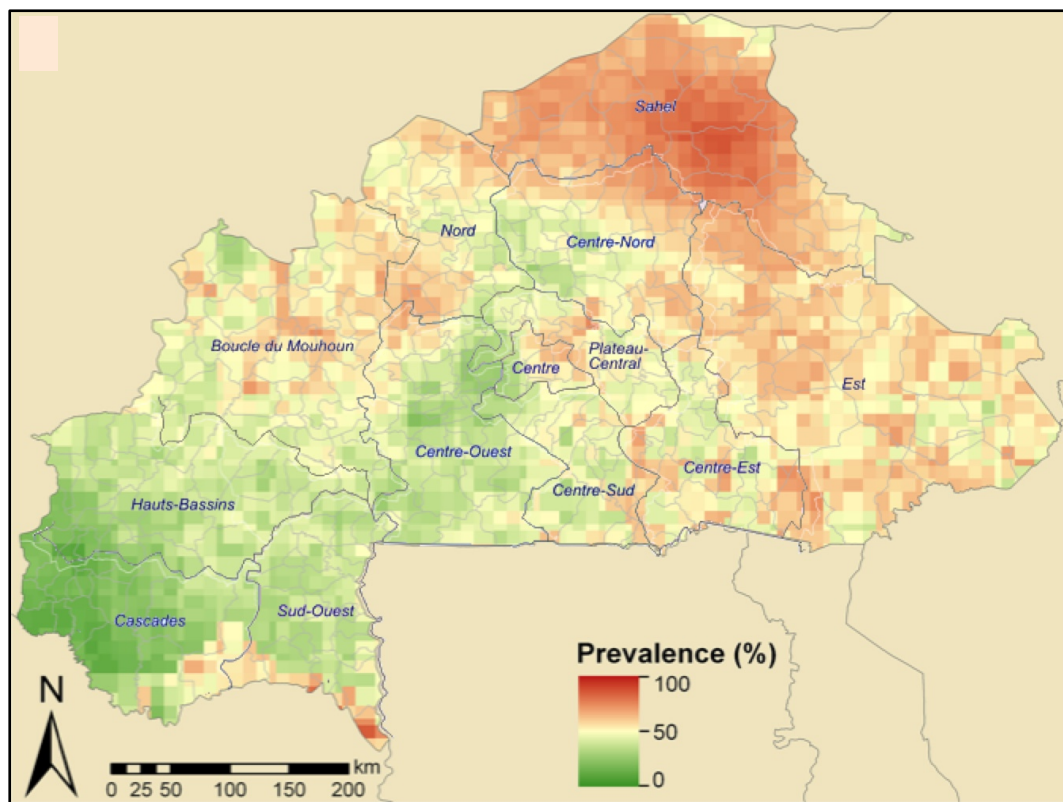 Sahel
Nord
Centre-Nord
Boucle du Mouhoun
Centre
Plateau-
Central
Est
Centre-Ouest
Centre-Est
Hauts-Bassins
Centre-Sud
Cascades
Sud-Ouest
Prevalence (%)
100
50
0
N
km
0 25 50 100 150 200